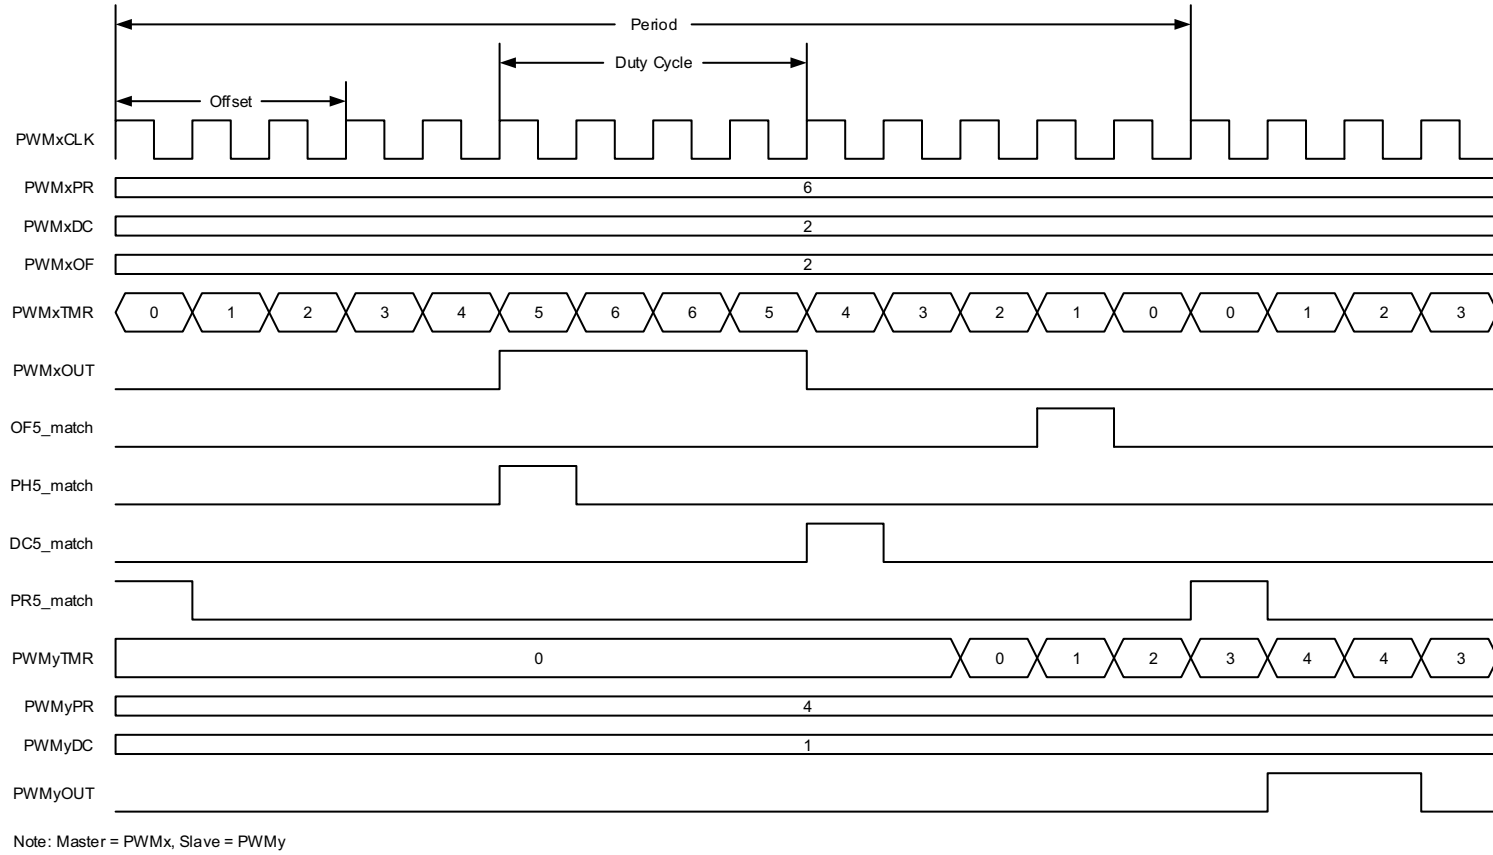 Period
Duty Cycle
Offset
PWMxCLK
PWMxPR 6
PWMxDC 2
PWMxOF 2
PWMxTMR 0 1 2 3 4 5 6 6 5 4 3 2 1 0 0 1 2 3
PWMxOUT
OF5_match
PH5_match
DC5_match
PR5_match
PWMyTMR 0 0 1 2 3 4 4 3
PWMyPR 4
PWMyDC 1
PWMyOUT
Note: Master = PWMx, Slave = PWMy